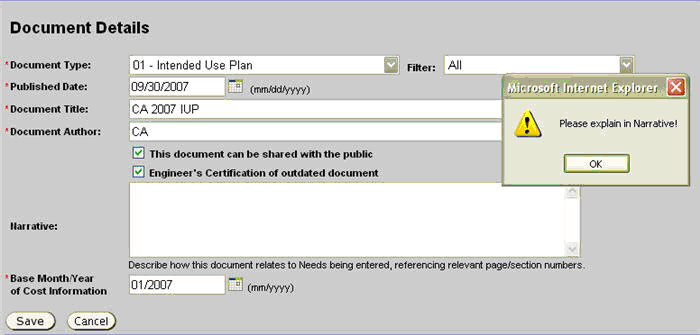 Document Details
*Document Type: 01 - Intended Use Plan Filter: All
*Published Date: 09/30/2007 (mm/dd/yyyy)
Microsoft Internet Explorer
*Document Title: CA 2007 IUP
Please explain in Narrative!
*Document Author: CA
OK
This document can be shared with the public
Engineer's Certification of outdated document
Narrative:
Describe how this document relates to Needs being entered, referencing relevant page/section numbers.
*Base Month/Year
of Cost Information 01/2007 (mm/yyyy)
Save Cancel